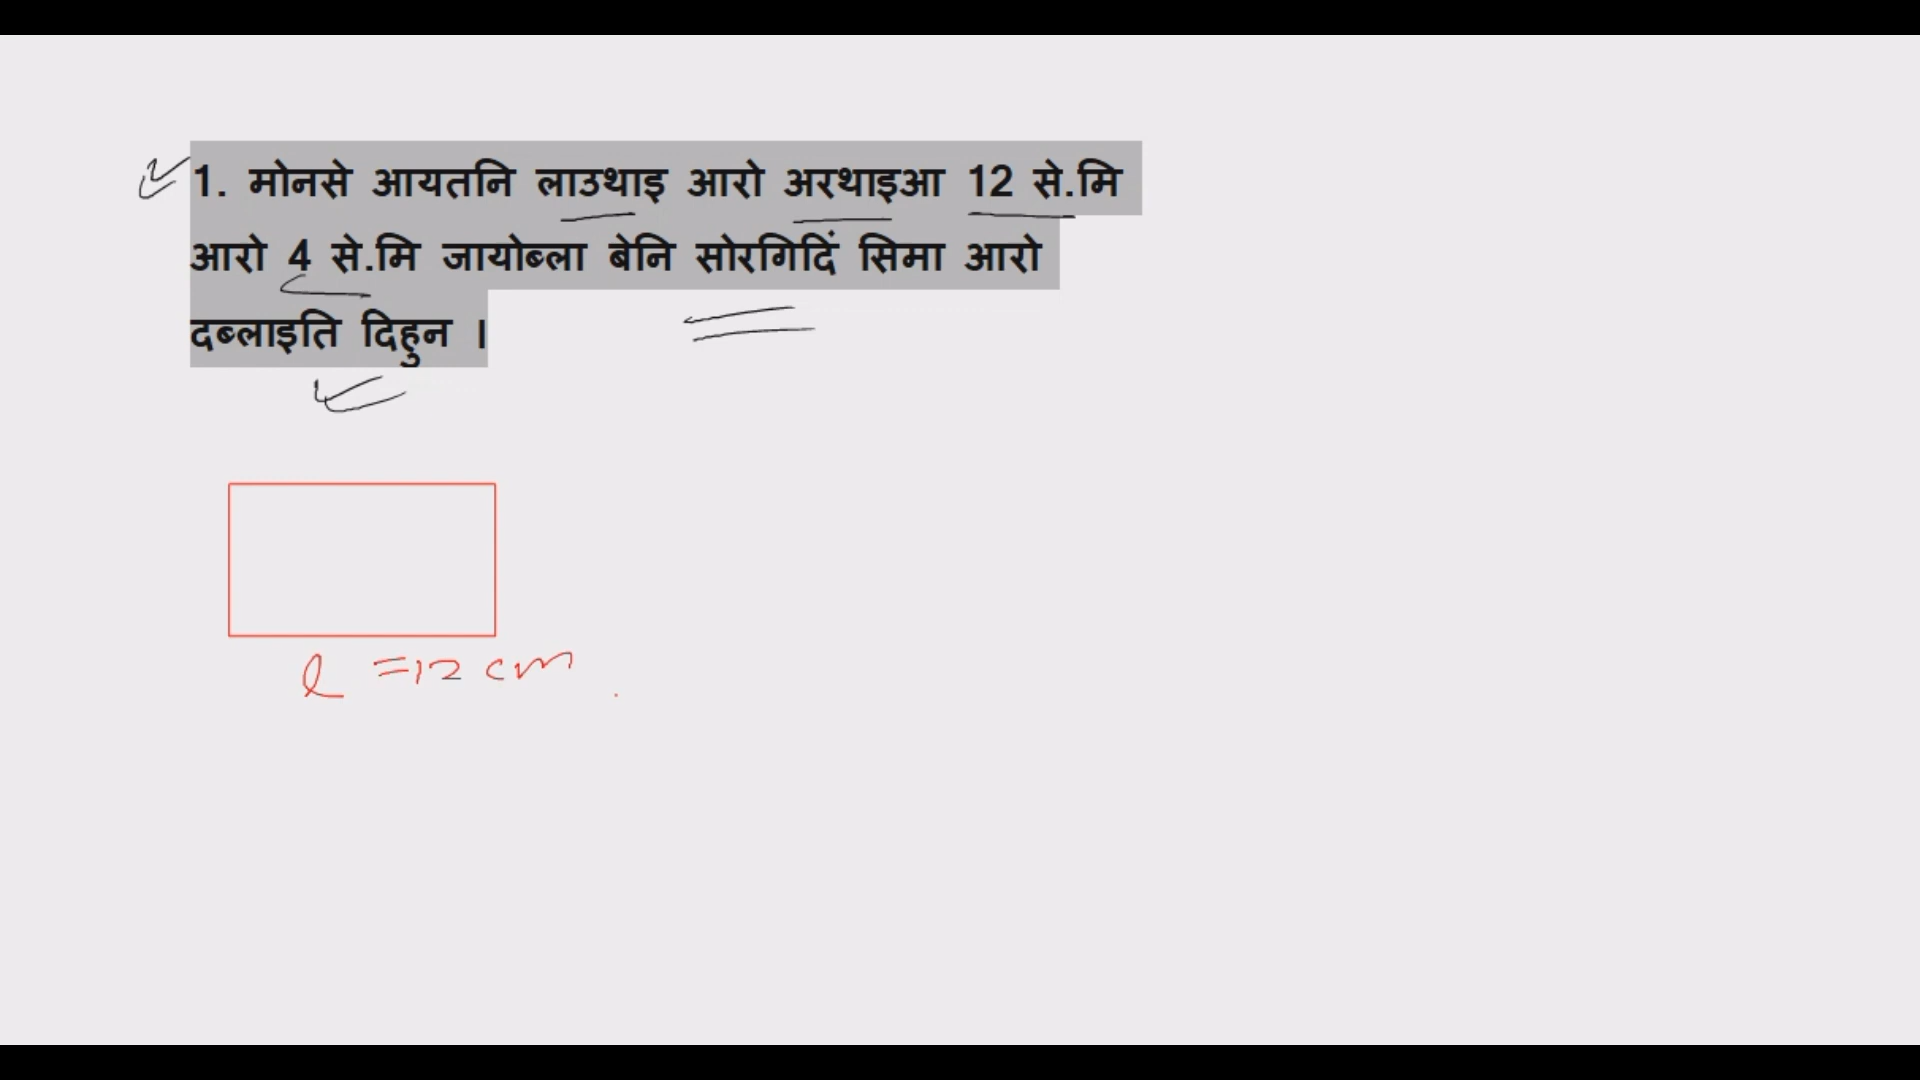 1. मोनसे आयतनि लाउथाइ आरो अरथाइआ 12 से.मि
आरो 4 से.मि जायोब्ला बेनि सोरगिदिं सिमा आरो
दब्लाइति दिहुन ।
l = 12 cm